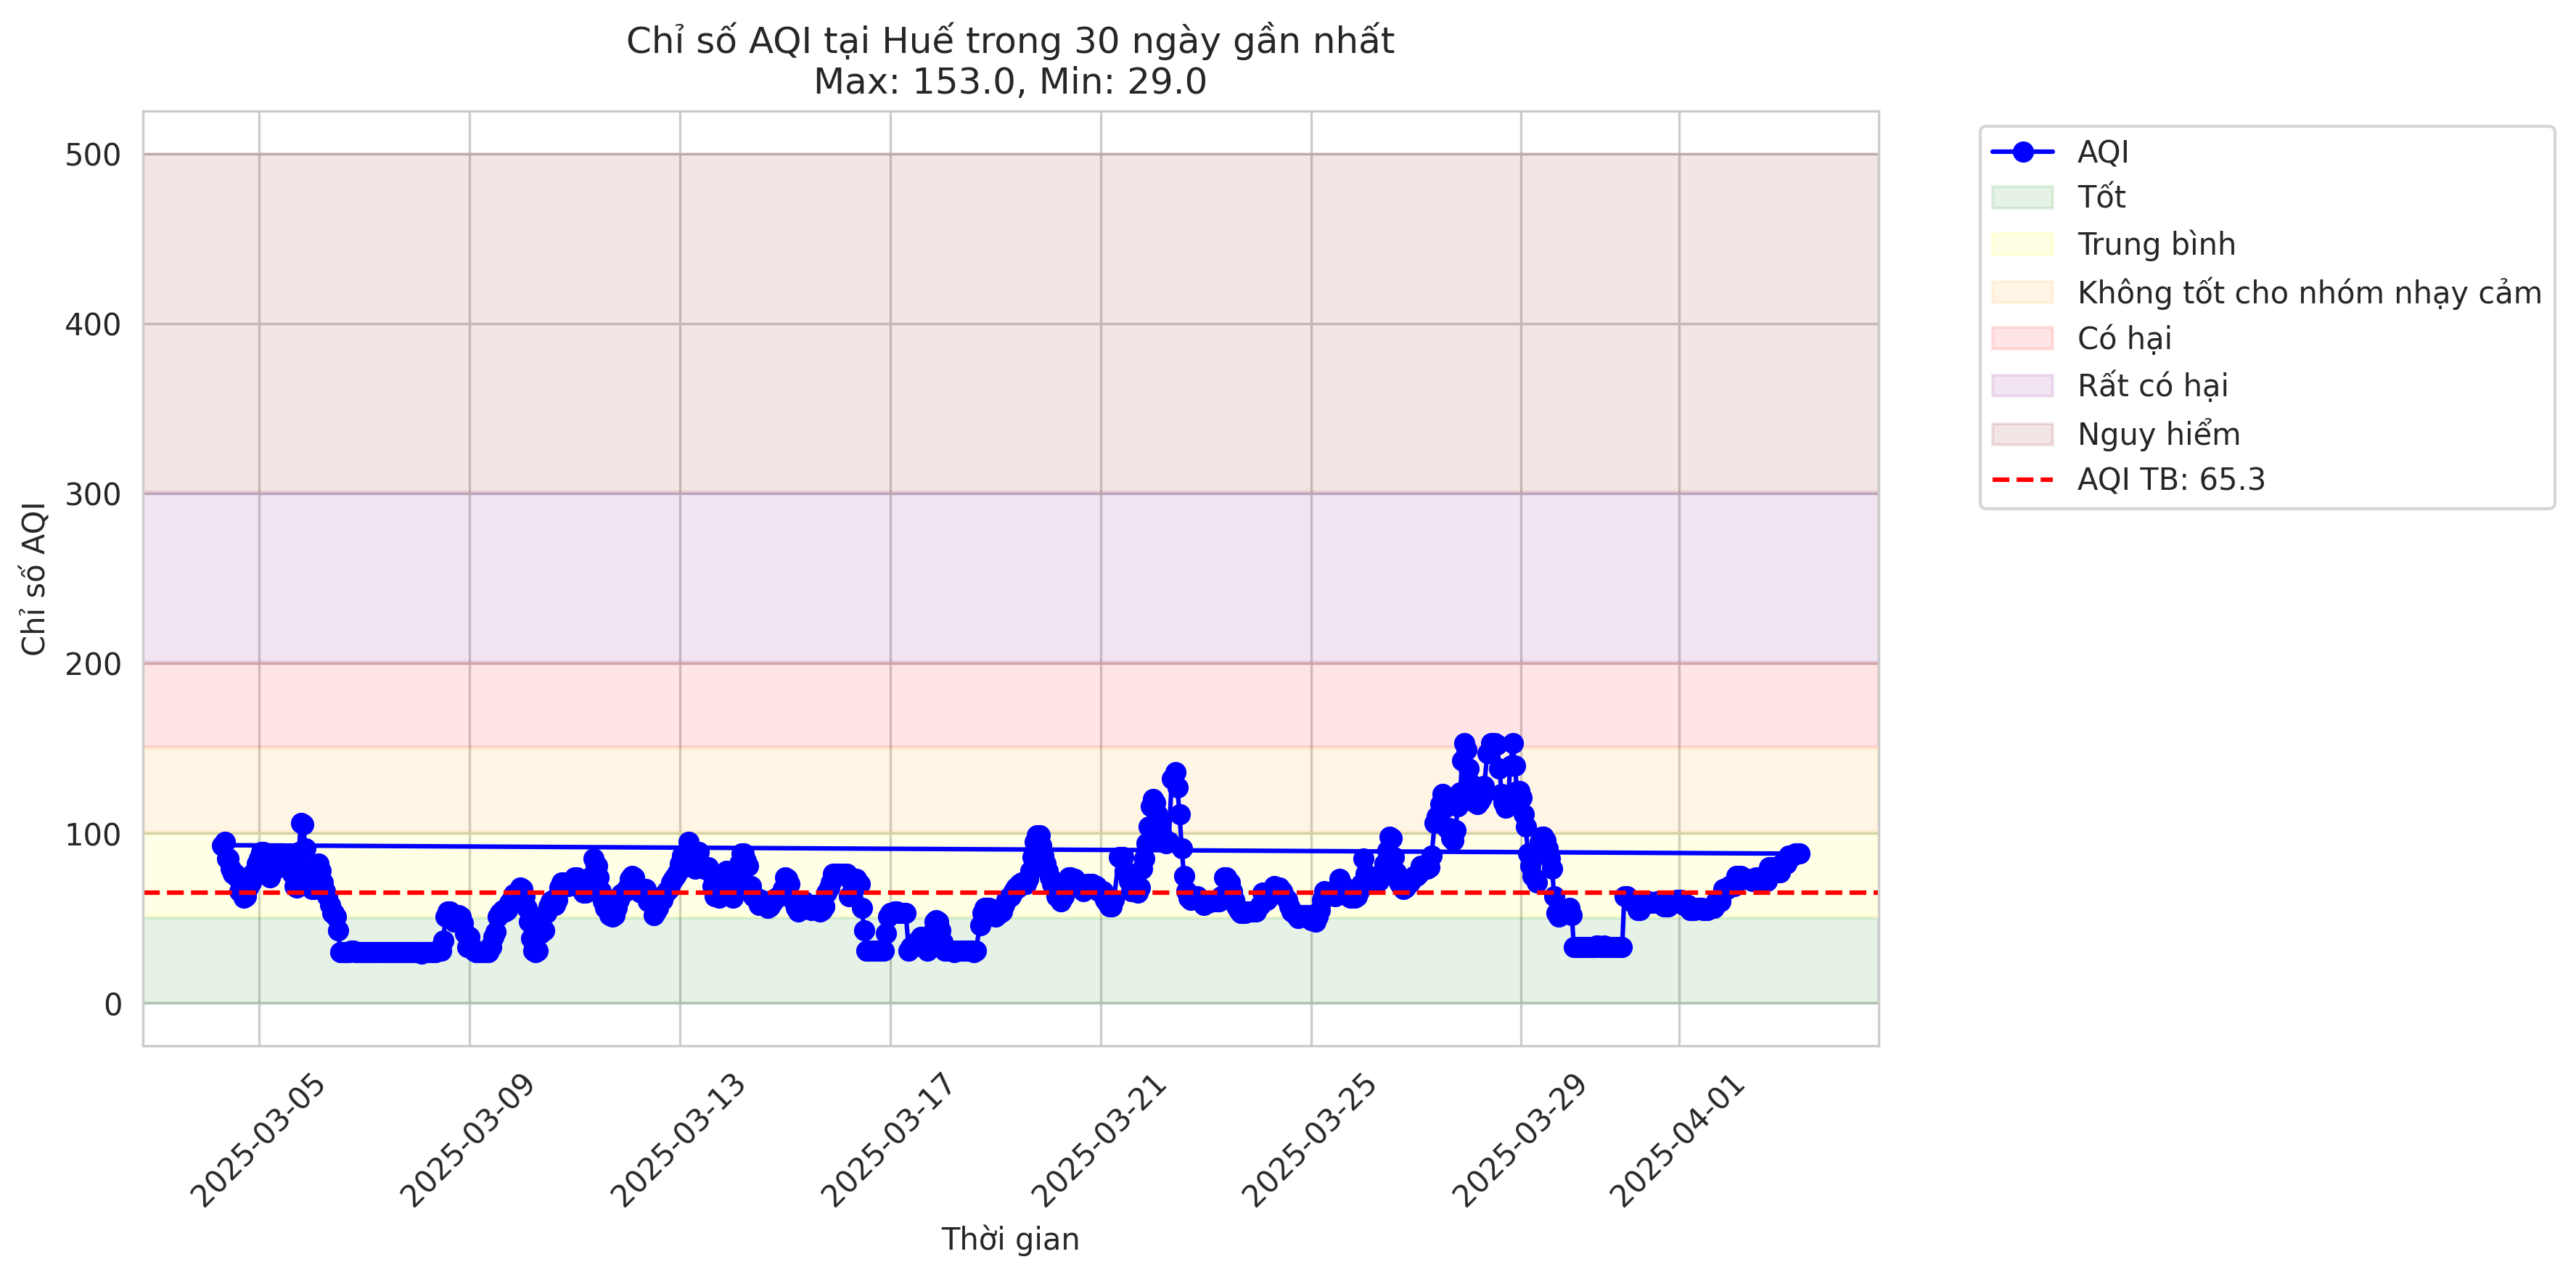 Chỉ số AQI tại Huế trong 30 ngày gần nhất
Max: 153.0, Min: 29.0
Chỉ số AQI
500
400
300
200
100
0
2025-03-05
2025-03-09
2025-03-13
2025-03-17
2025-03-21
2025-03-25
2025-03-29
2025-04-01
Thời gian
AQI
Tốt
Trung bình
Không tốt cho nhóm nhạy cảm
Có hại
Rất có hại
Nguy hiểm
AQI TB: 65.3